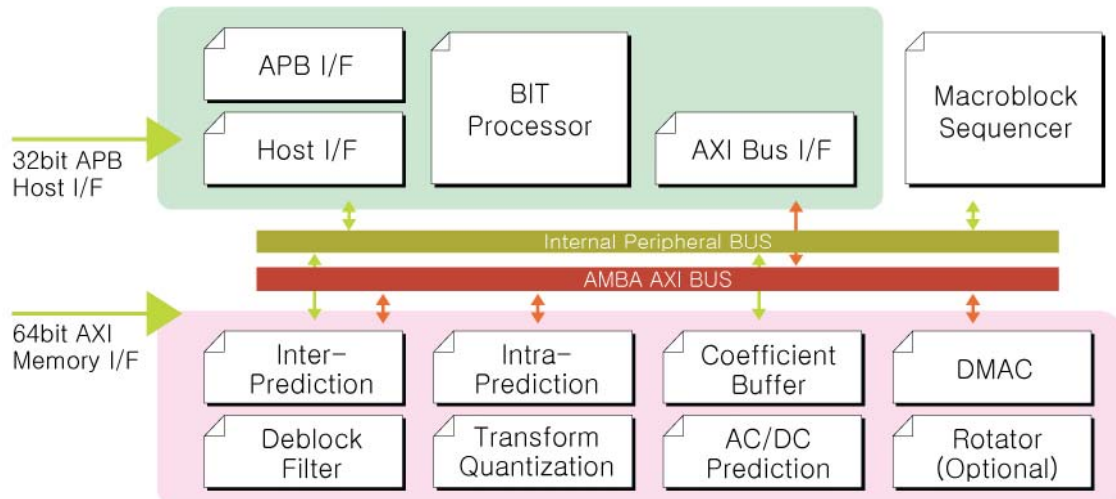 APB I/F
BIT
Processor
Macroblock
Sequencer
Host I/F
AXI Bus I/F
32bit APB
Host I/F
Internal Peripheral BUS
AMBA AXI BUS
64bit AXI
Memory I/F
Inter-
Prediction
Intra-
Prediction
Coefficient
Buffer
DMAC
Deblock
Filter
Transform
Quantization
AC/DC
Prediction
Rotator
(Optional)